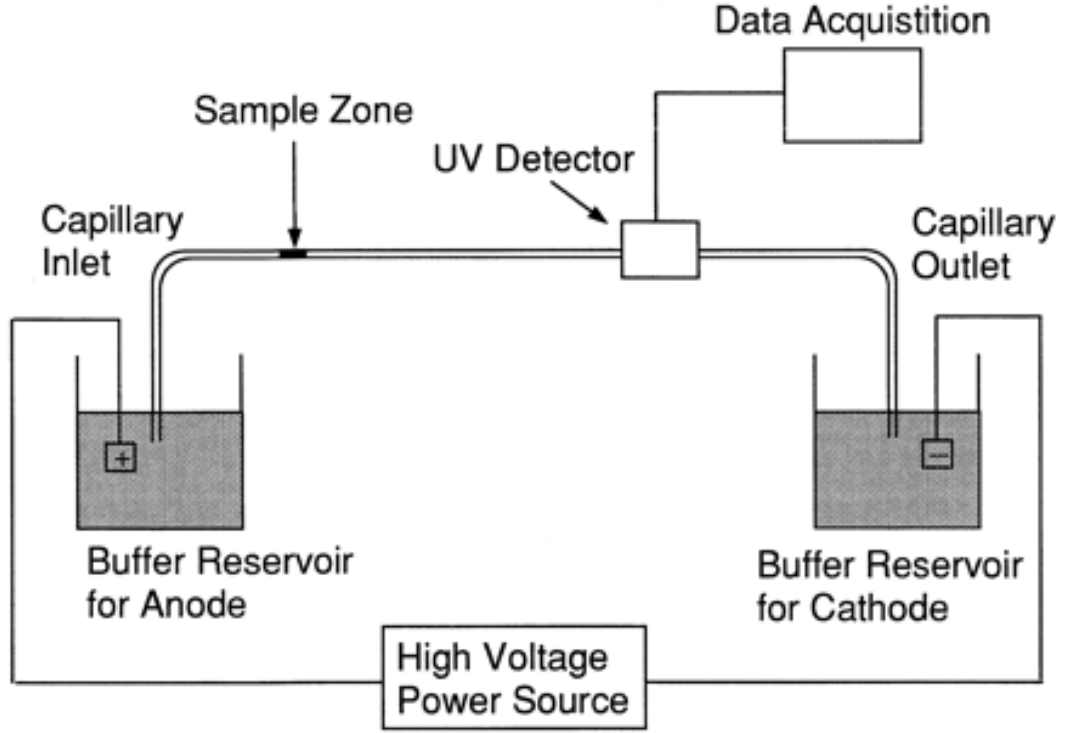 Data Acquistition
Sample Zone
UV Detector
Capillary
Inlet
Capillary
Outlet
+
−
Buffer Reservoir
for Anode
Buffer Reservoir
for Cathode
High Voltage
Power Source